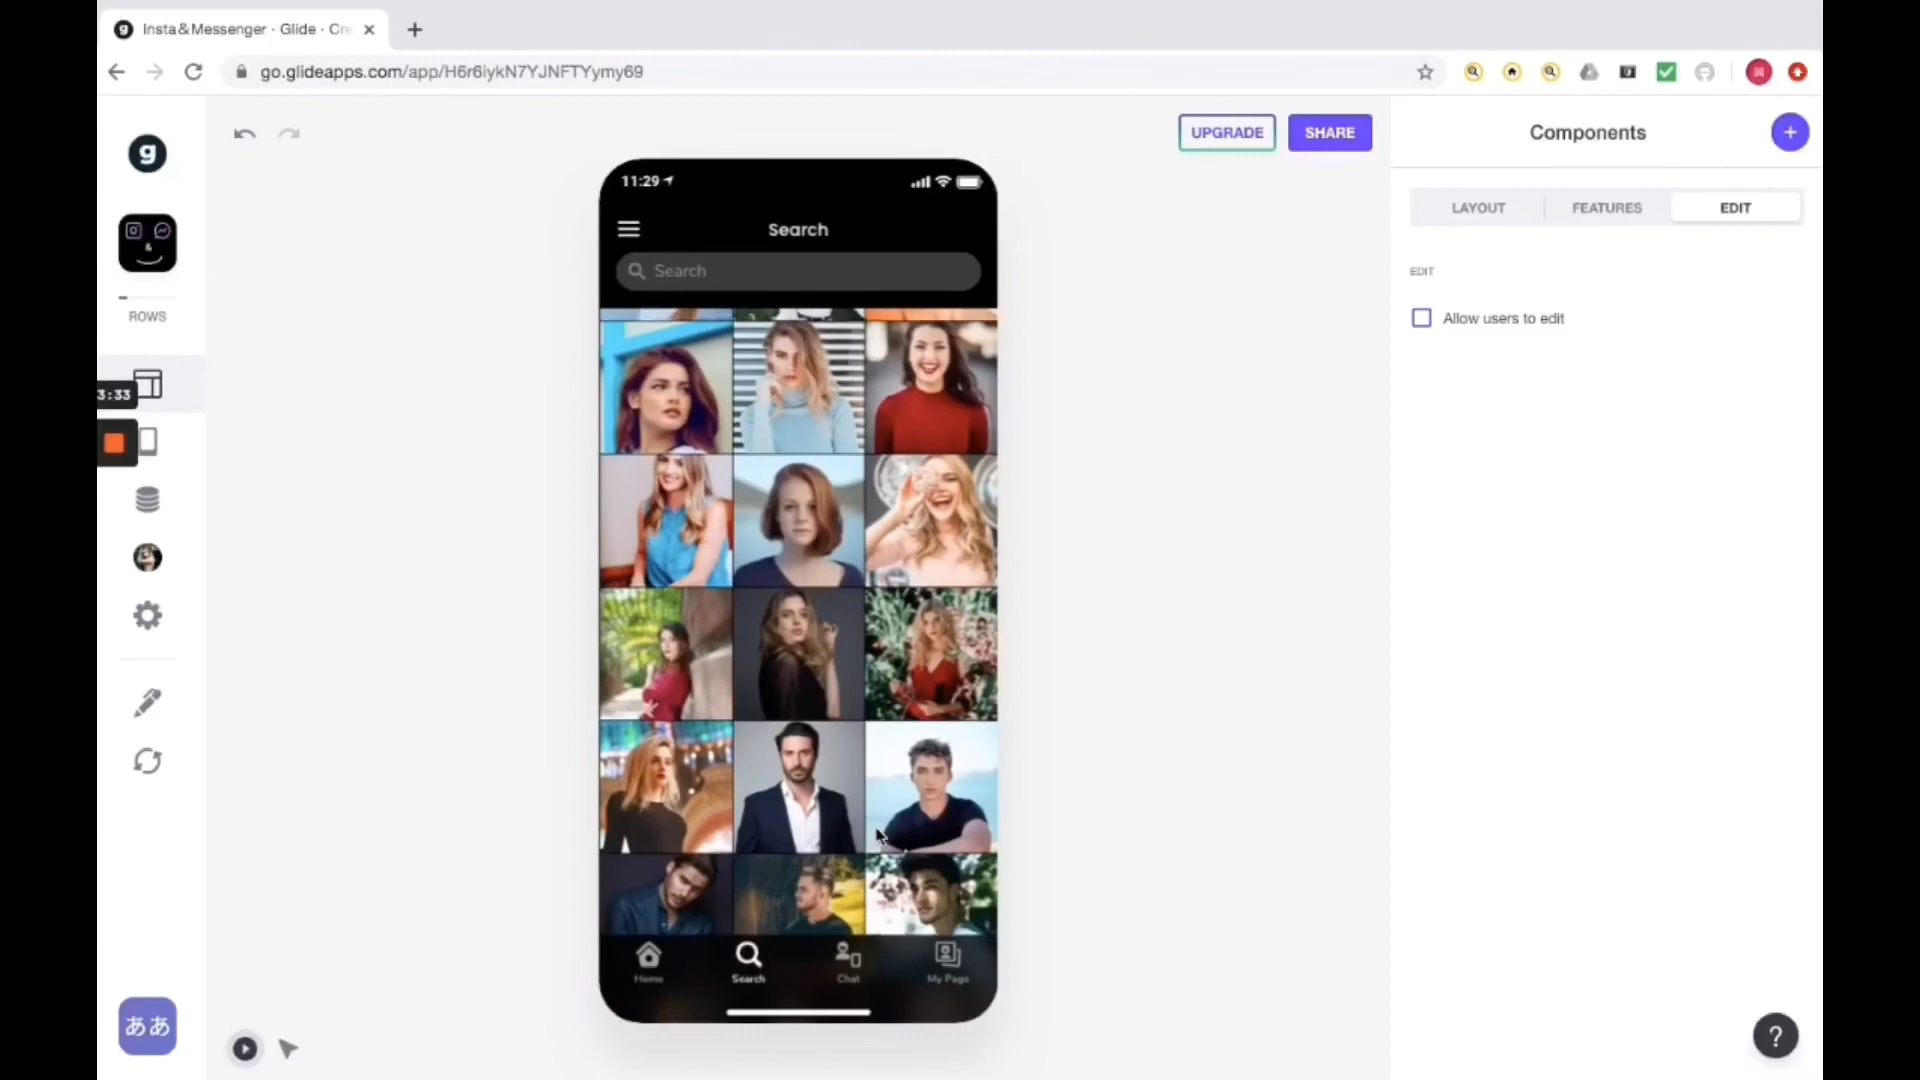 Insta&Messenger · Glide · Cre
go.glideapps.com/app/H6r6iykN7YJNFTYymy69
g
&
ROWS
3:33
ああ
UPGRADE
SHARE
11:29
Search
Search
Home
Search
Chat
My Page
Components
+
LAYOUT
FEATURES
EDIT
EDIT
Allow users to edit
?